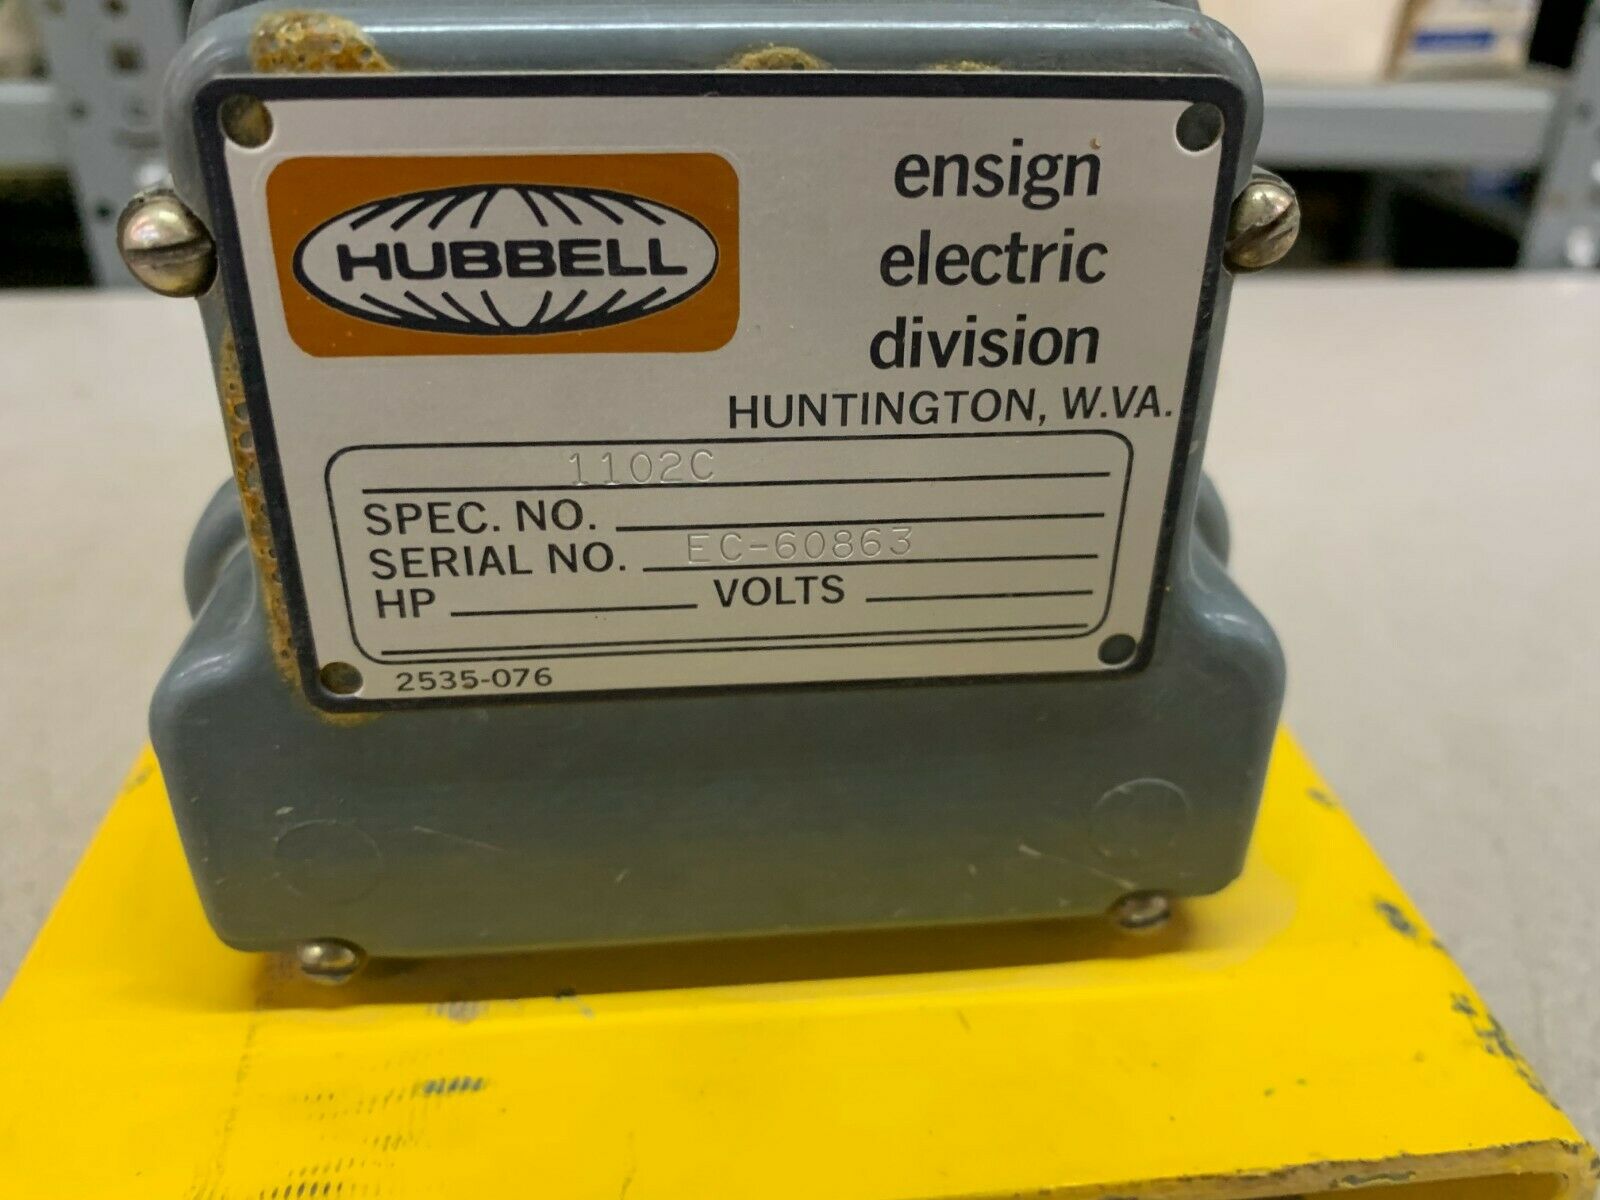 HUBBELL
ensign
electric
division
HUNTINGTON, W.VA.
1102C
SPEC. NO.
SERIAL NO. EC-60863
HP VOLTS
2535-076